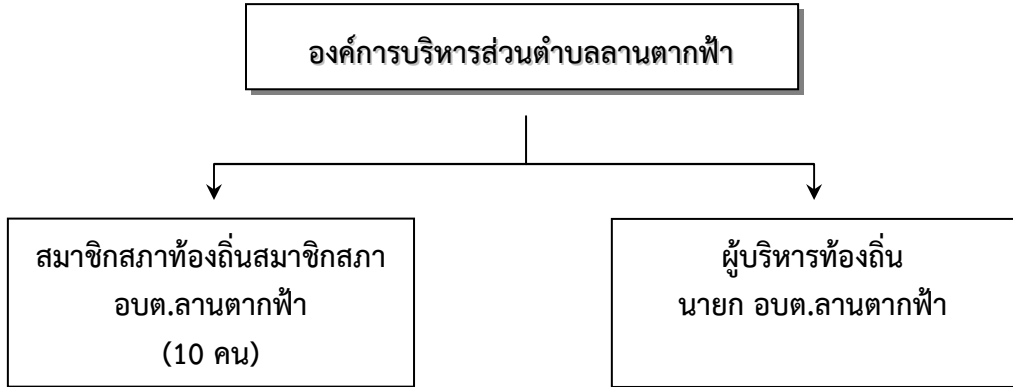 องค์การบริหารส่วนตำบลลานตากฟ้า
สมาชิกสภาท้องถิ่นสมาชิกสภา
อบต.ลานตากฟ้า
(10 คน)
ผู้บริหารท้องถิ่น
นายก อบต.ลานตากฟ้า